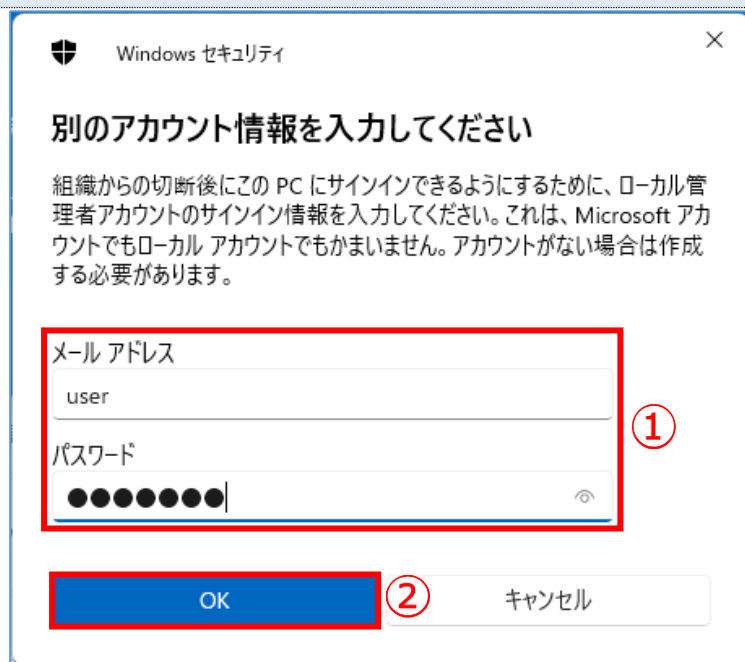 Windows セキュリティ
別のアカウント情報を入力してください
組織からの切断後にこの PC にサインインできるようにするために、ローカル管
理者アカウントのサインイン情報を入力してください。これは、Microsoft アカ
ウントでもローカル アカウントでもかまいません。アカウントがない場合は作成
する必要があります。
メール アドレス
user
①
パスワード
●●●●●●●
OK
②
キャンセル